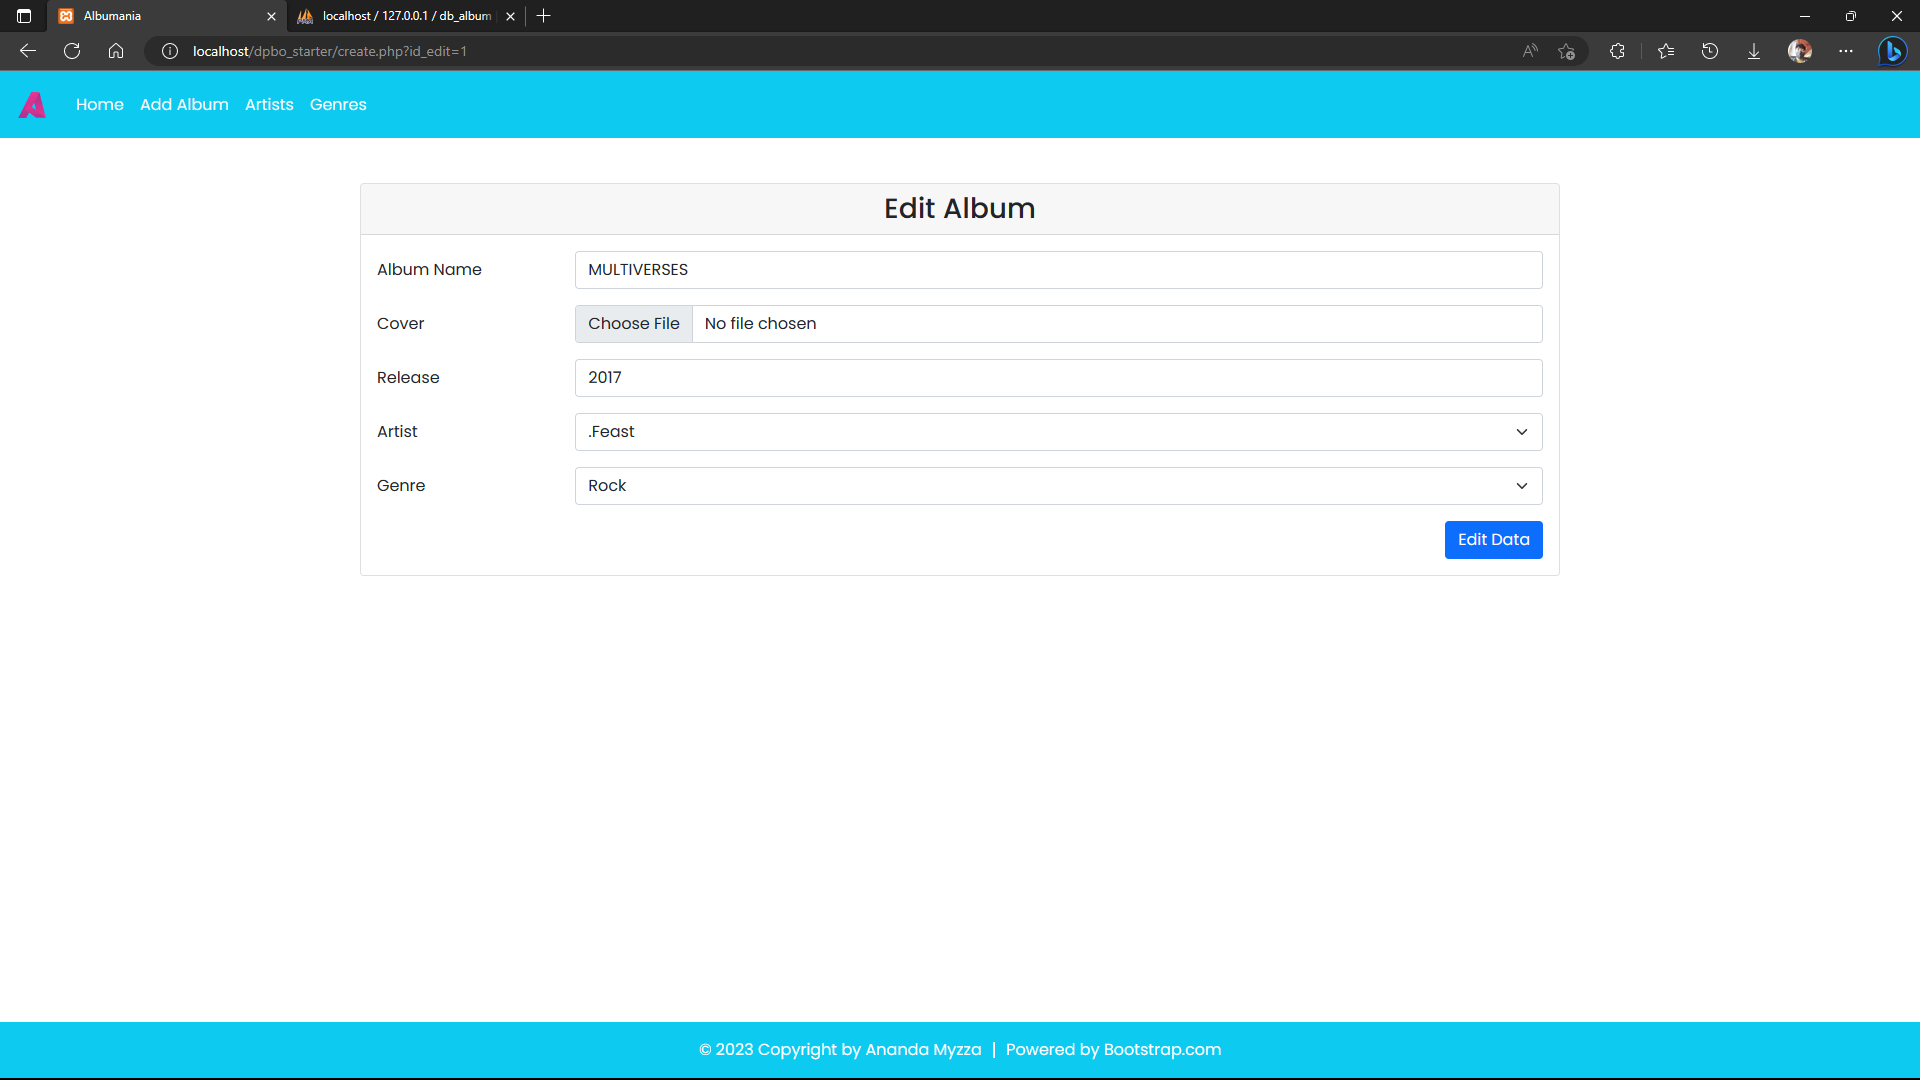 Albumania
localhost / 127.0.0.1 / db_album
localhost/dpbo_starter/create.php?id_edit=1
Home Add Album Artists Genres
Edit Album
Album Name MULTIVERSES
Cover Choose File No file chosen
Release 2017
Artist .Feast
Genre Rock
Edit Data
© 2023 Copyright by Ananda Myzza | Powered by Bootstrap.com